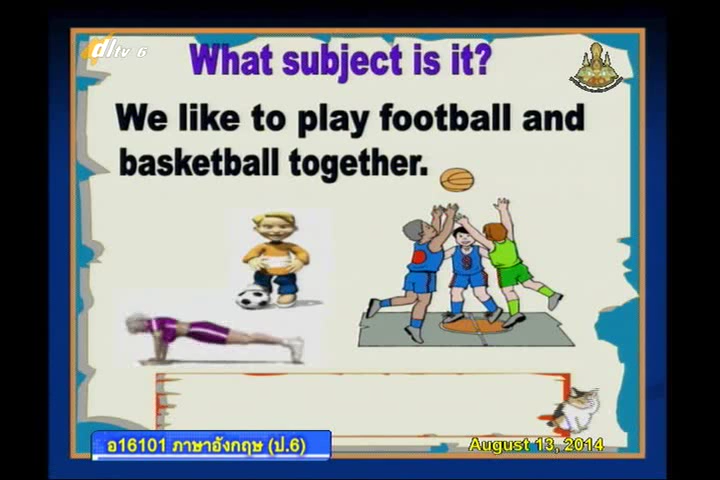 dltv 6
What subject is it?
We like to play football and
basketball together.
อ16101 ภาษาอังกฤษ (ป.6)
August 13, 2014